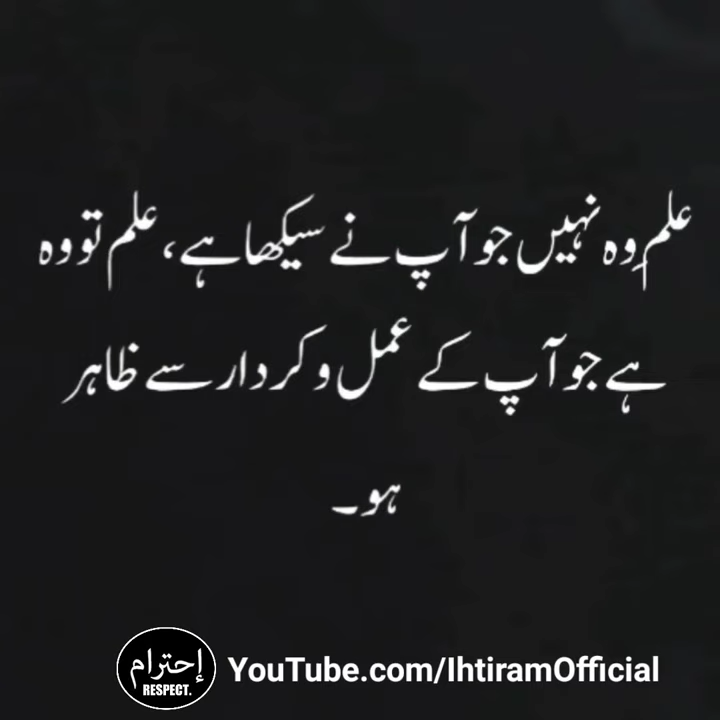 علم وہ نہیں جو آپ نے سیکھا ہے، علم تو وہ
ہے جو آپ کے عمل و کردار سے ظاہر
ہو۔
إحترام
RESPECT.
YouTube.com/IhtiramOfficial